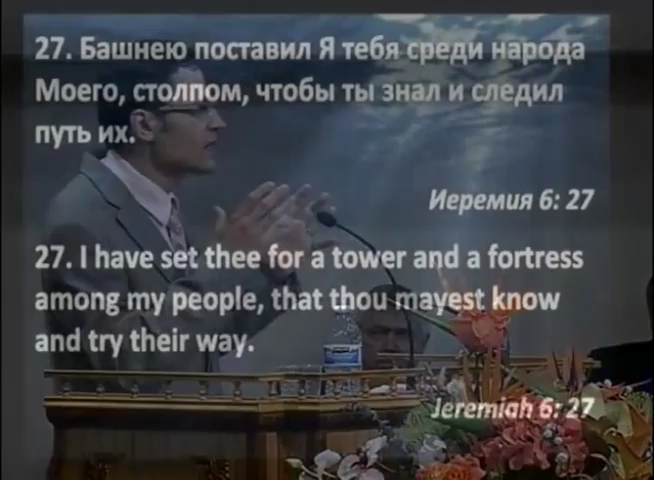 27. Башнею поставил Я тебя среди народа
Моего, столпом, чтобы ты знал и следил
путь их.
Иеремия 6: 27
27. I have set thee for a tower and a fortress
among my people, that thou mayest know
and try their way.
Jeremiah 6: 27